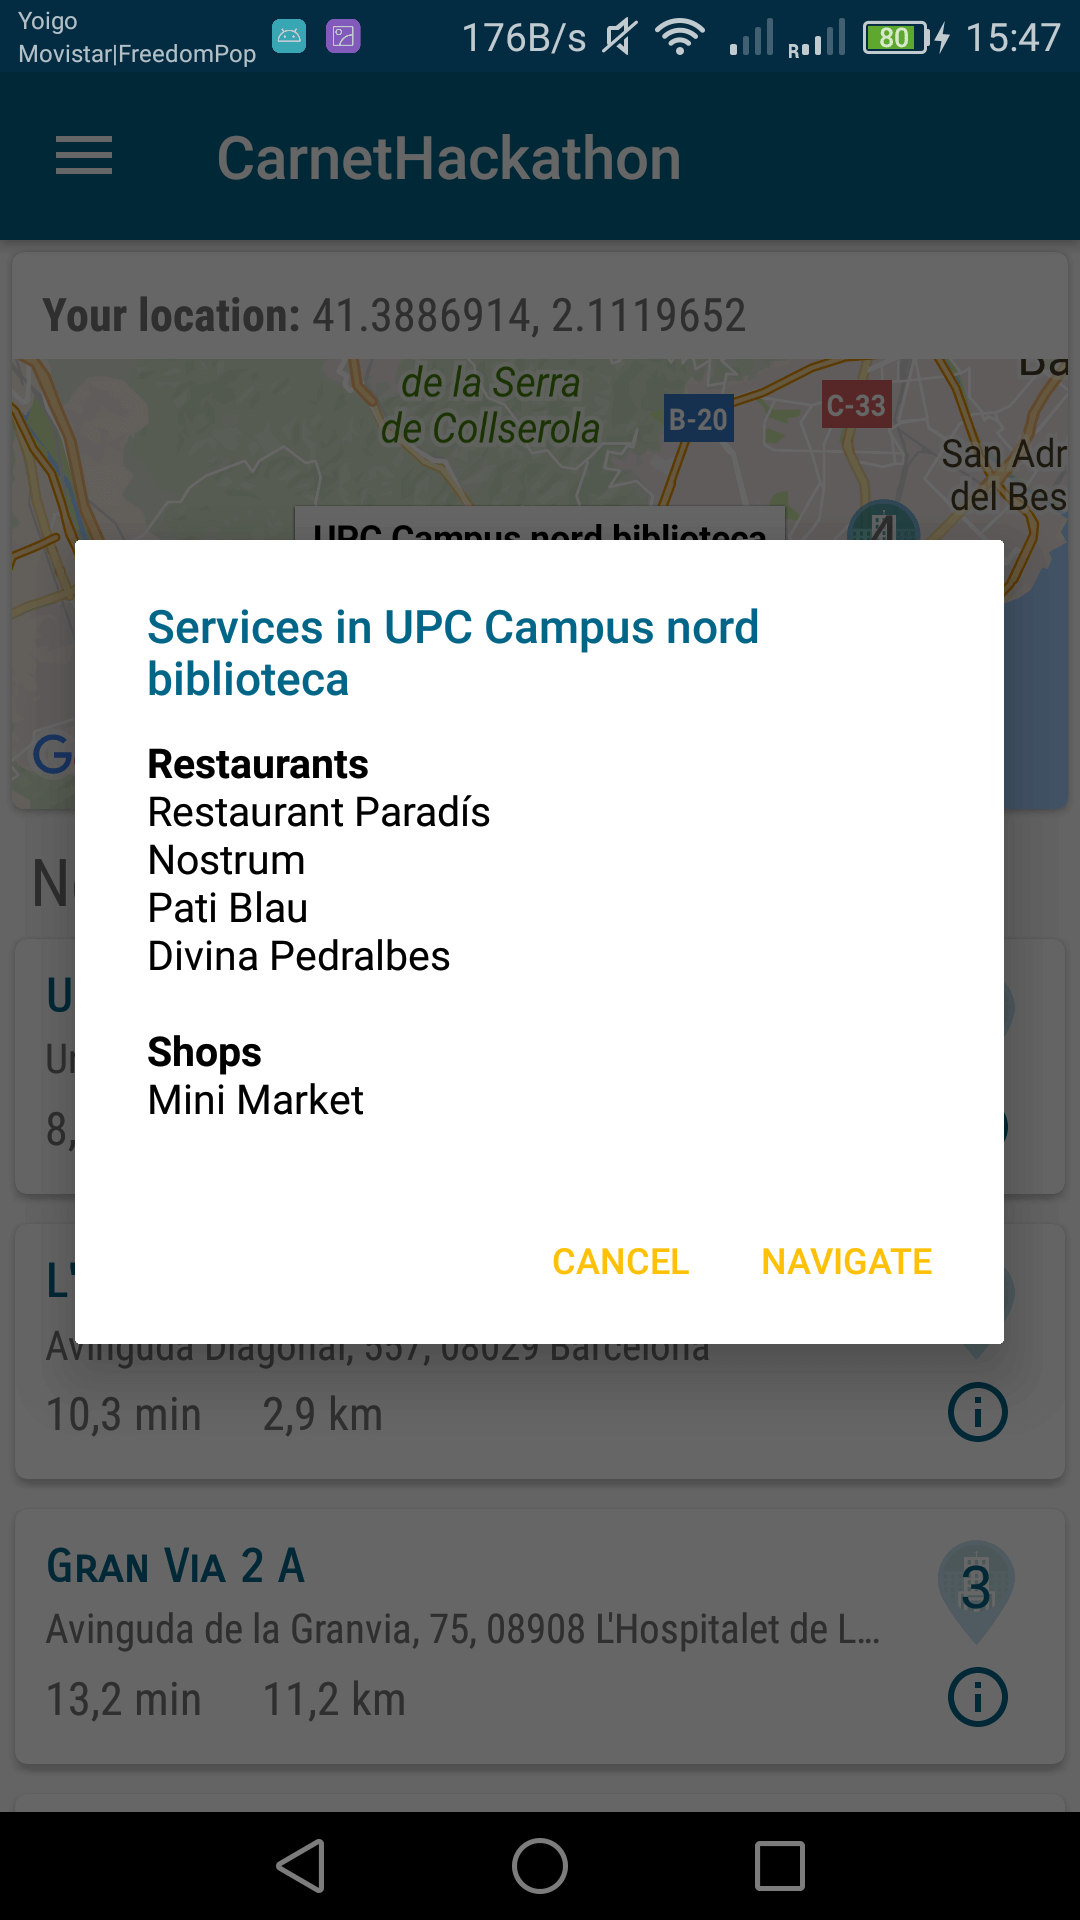 Yoigo
Movistar|FreedomPop
176B/s
R
80
15:47
CarnetHackathon
Your location: 41.3886914, 2.1119652
de la Serra
de Collserola
B-20
C-33
San Adr
del Bes
UPC Campus nord biblioteca
4
Services in UPC Campus nord
biblioteca
Restaurants
Restaurant Paradís
Nostrum
Pati Blau
Divina Pedralbes
Shops
Mini Market
CANCEL
NAVIGATE
Avinguda Diagonal, 557, 08029 Barcelona
10,3 min
2,9 km
Gran Via 2 A
3
Avinguda de la Granvia, 75, 08908 L'Hospitalet de L...
13,2 min
11,2 km